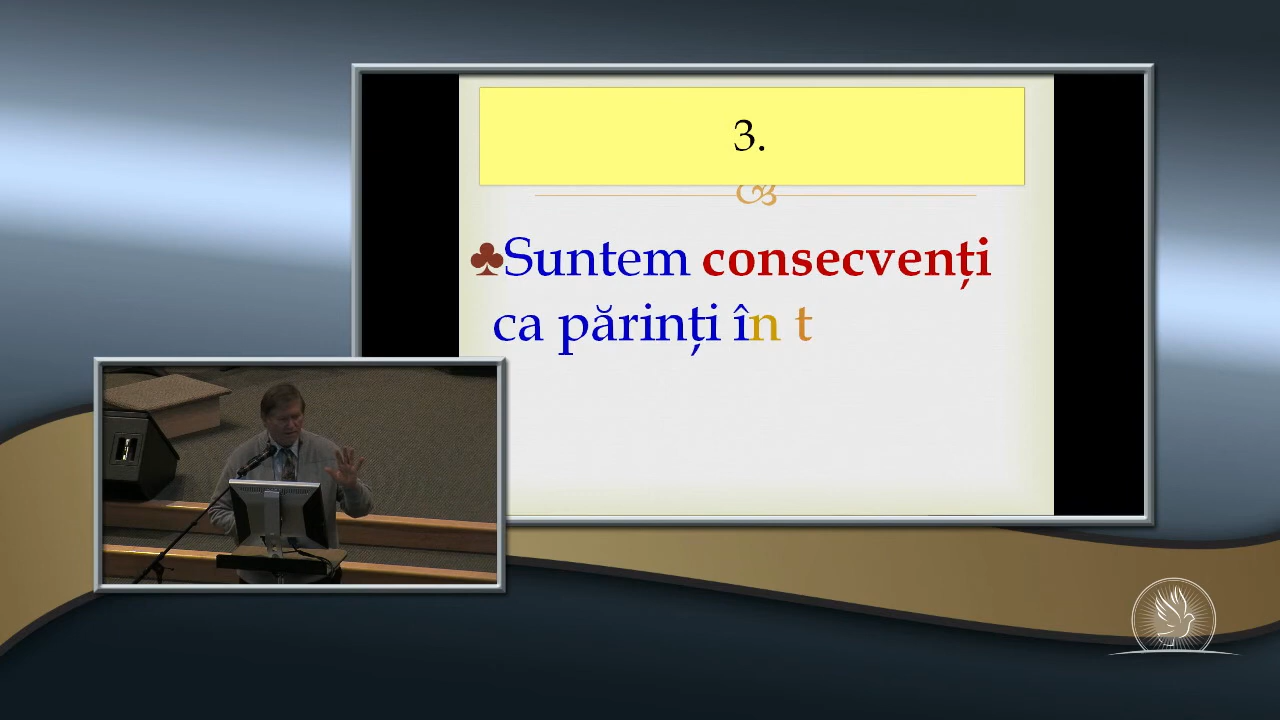 3.
♣Suntem consecvenți
ca părinți în t